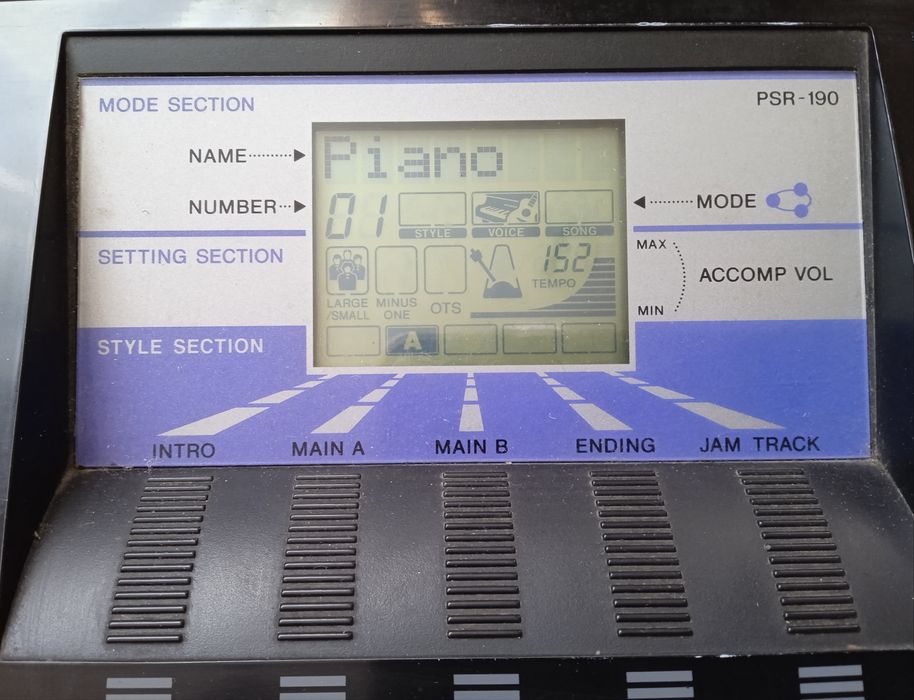 MODE SECTION
PSR-190
NAME
Piano
NUMBER
01
MODE
STYLE
VOICE
SONG
SETTING SECTION
MAX
152
ACCOMP VOL
TEMPO
LARGE
/SMALL
MINUS
ONE
OTS
MIN
STYLE SECTION
A
INTRO
MAIN A
MAIN B
ENDING
JAM TRACK